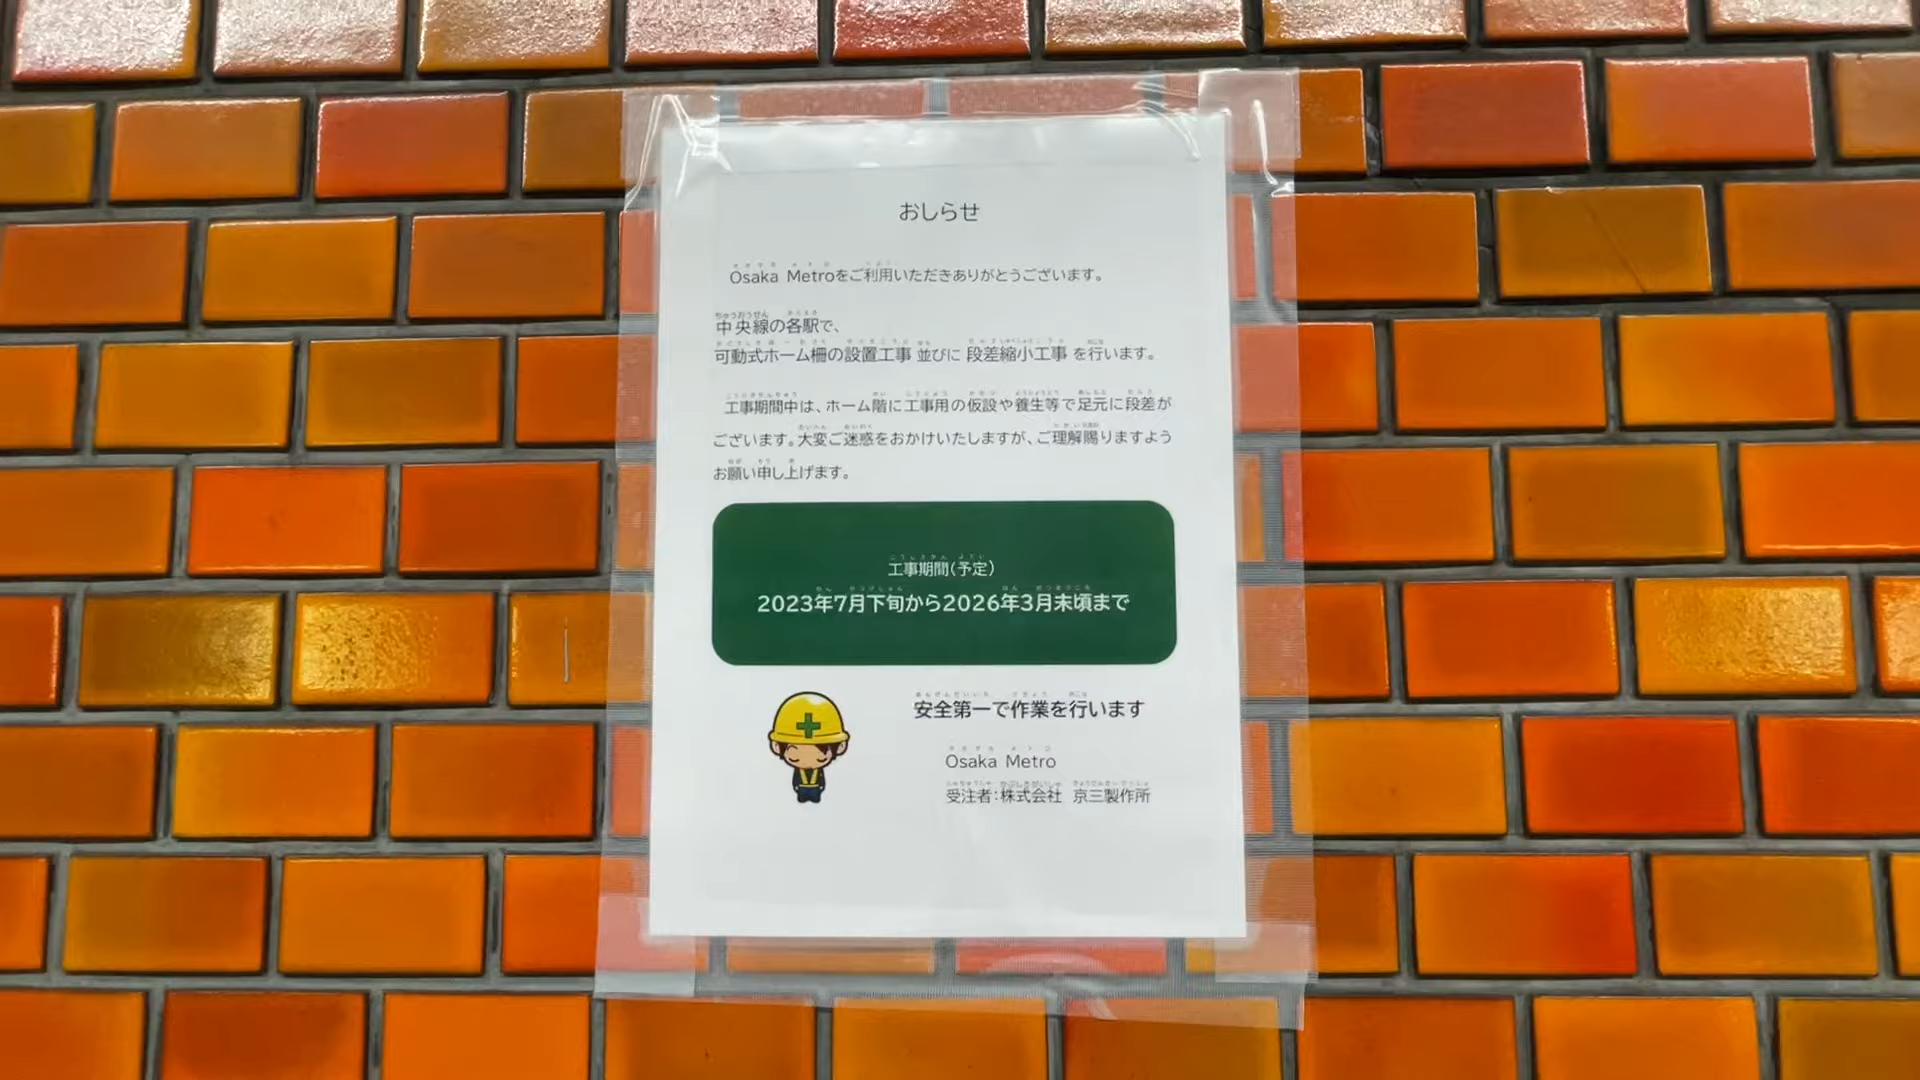 おしらせ
Osaka Metroをご利用いただきありがとうございます。
中央線の各駅で、
可動式ホーム柵の設置工事 並びに 段差縮小工事 を行います。
工事期間中は、ホーム階に工事用の仮設や養生等で足元に段差が
ございます。大変ご迷惑をおかけいたしますが、ご理解賜りますよう
お願い申し上げます。
工事期間(予定)
2023年7月下旬から2026年3月末頃まで
安全第一で作業を行います
Osaka Metro
受注者:株式会社 京三製作所